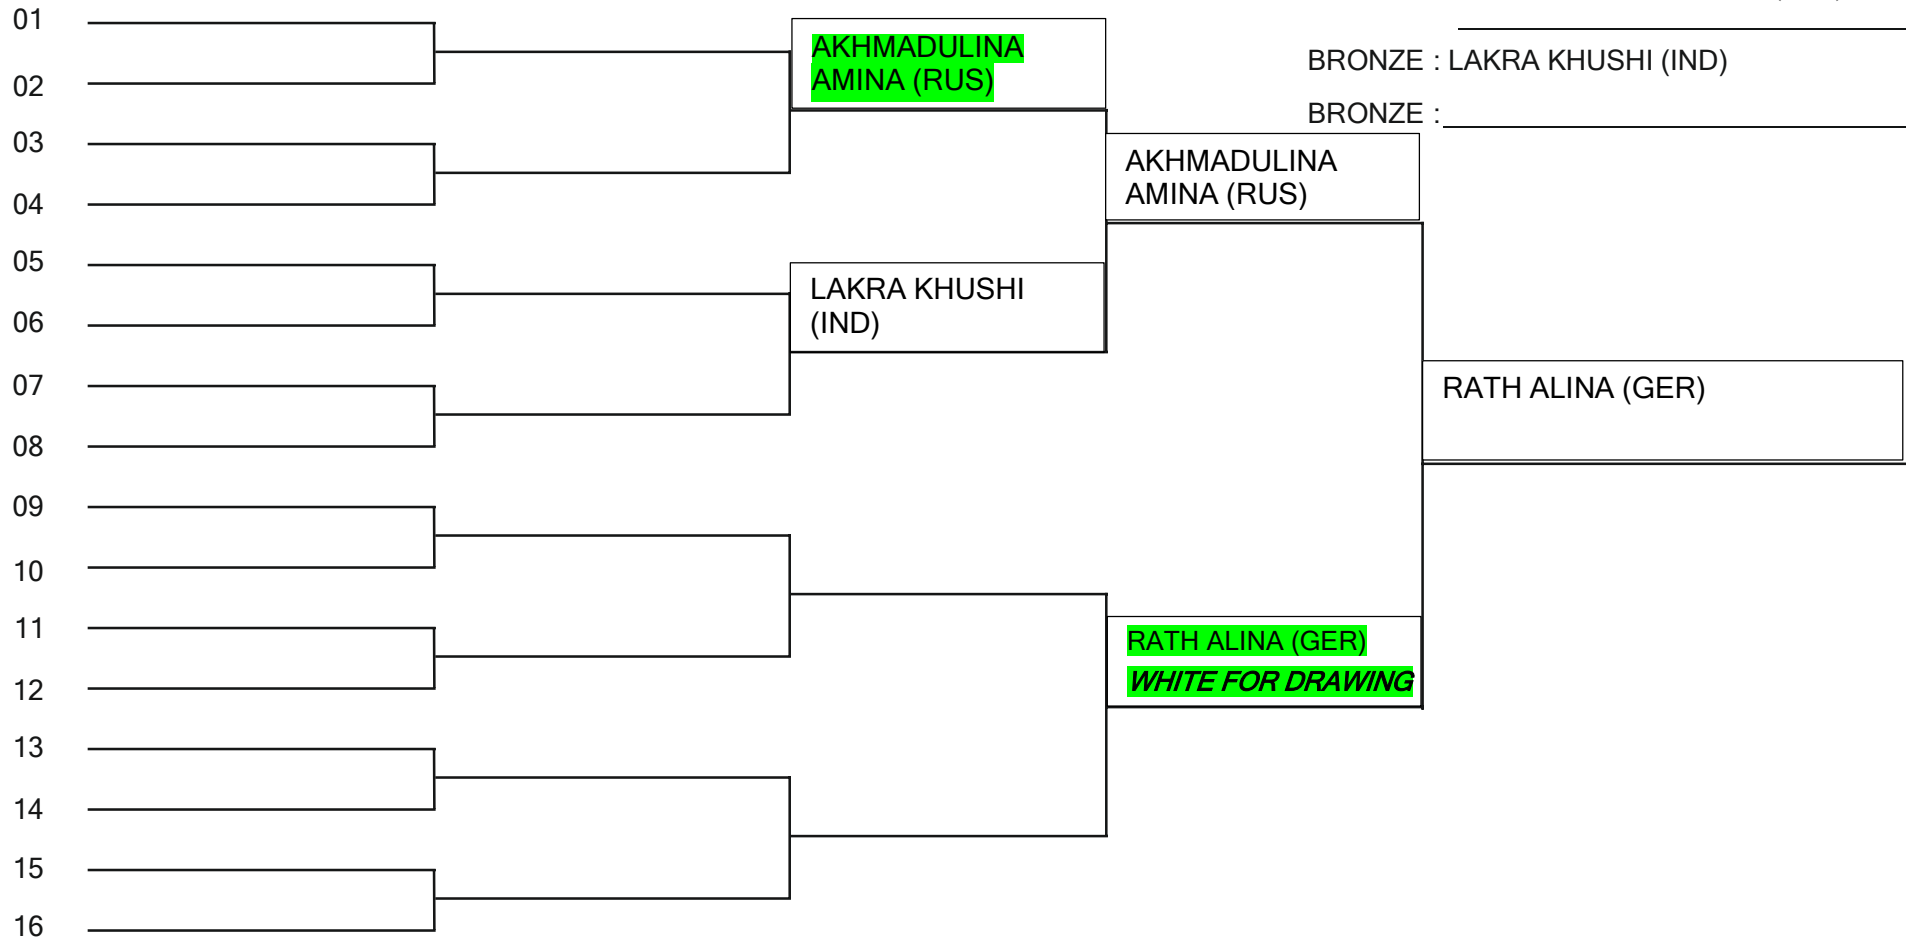 01
02
03
04
05
06
07
08
09
10
11
12
13
14
15
16
AKHMADULINA
AMINA (RUS)
LAKRA KHUSHI
(IND)
AKHMADULINA
AMINA (RUS)
RATH ALINA (GER)
WHITE FOR DRAWING
RATH ALINA (GER)
BRONZE : LAKRA KHUSHI (IND)
BRONZE :